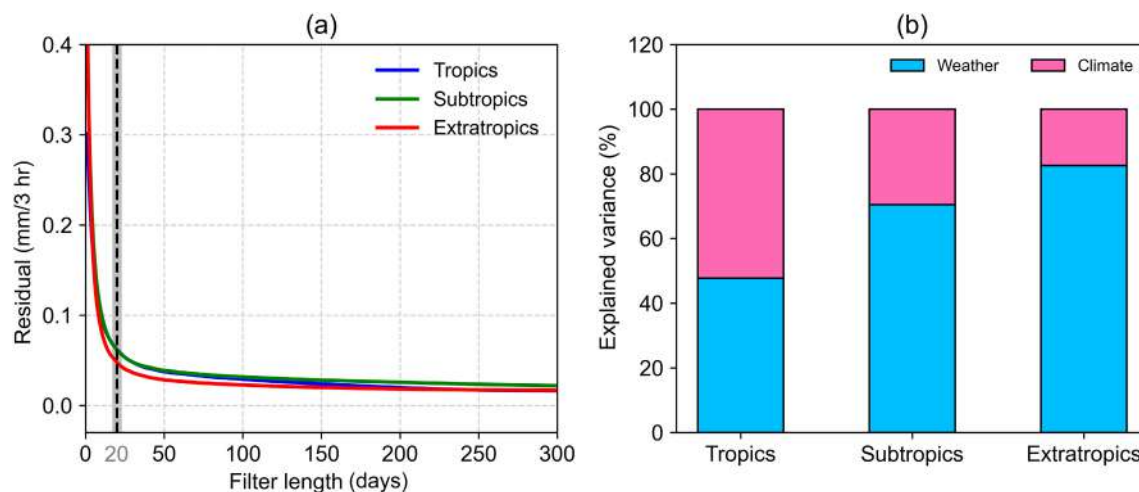 (a)
Residual (mm/3 hr)
0.4
0.3
0.2
0.1
0.0
Tropics
Subtropics
Extratropics
0 20 50 100 150 200 250 300
Filter length (days)
(b)
Explained variance (%)
120
100
80
60
40
20
0
Weather Climate
Tropics Subtropics Extratropics